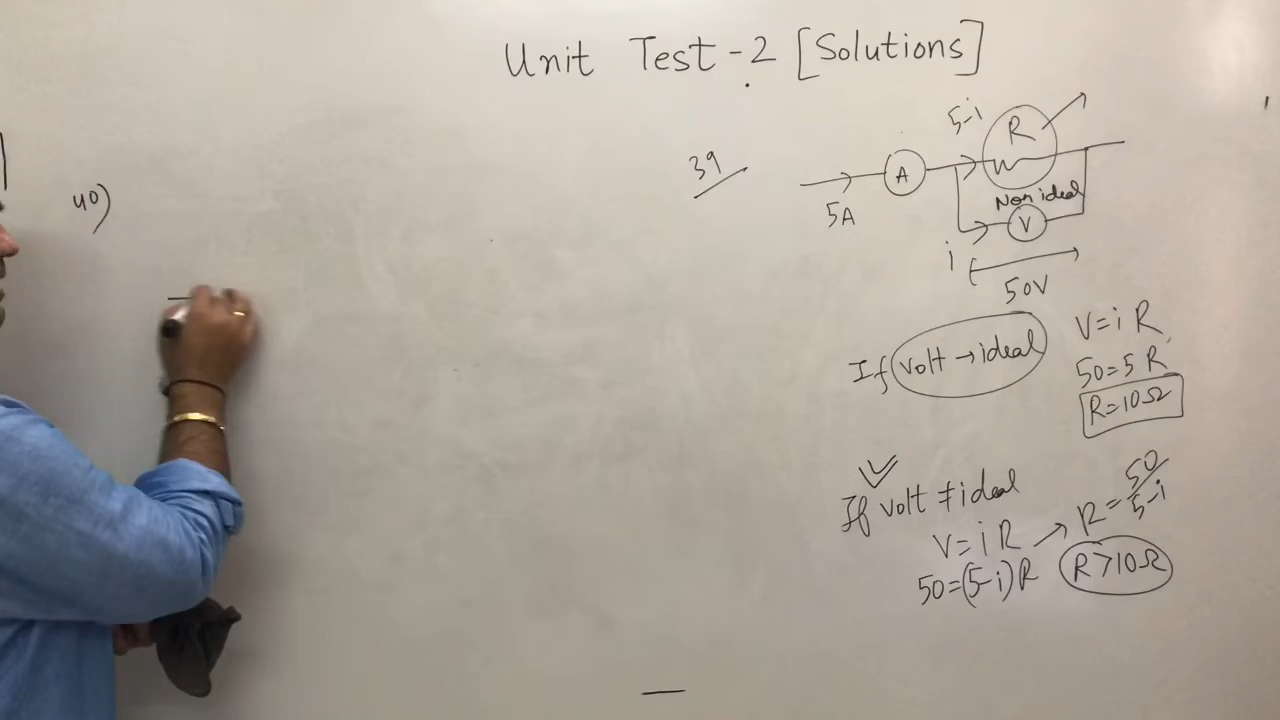 Unit Test-2 [Solutions]
40)
39
5-i
R
A
5A
Non ideal
V
i
50V
If volt → ideal
V=iR
50=5R
R=10Ω
If volt ≠ ideal
V=iR → R=50/5-i
50=(5-i)R
R>10Ω